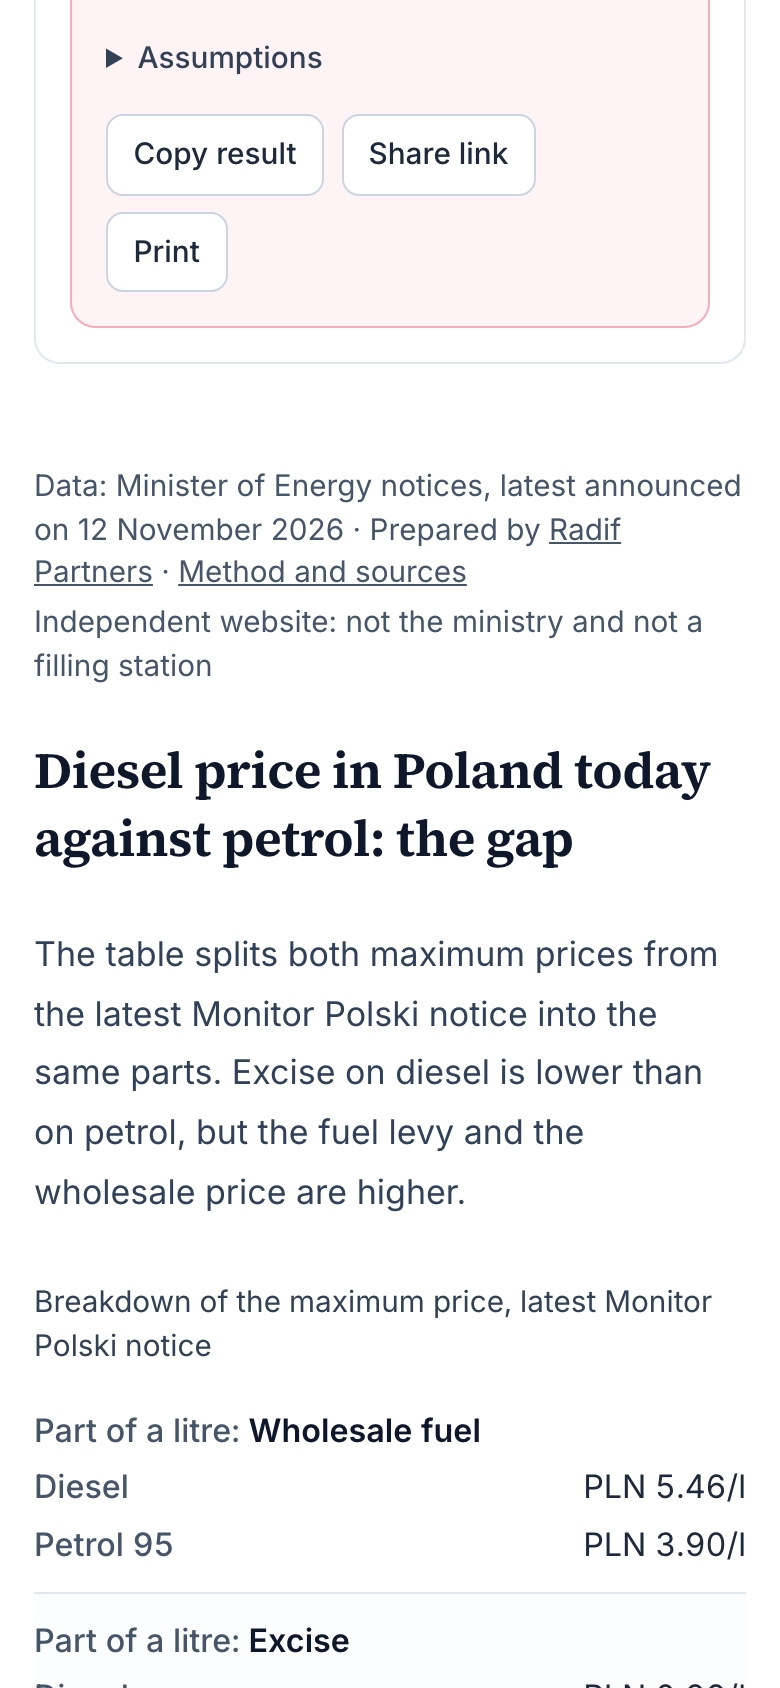 Assumptions
Copy result
Share link
Print
Data: Minister of Energy notices, latest announced
on 12 November 2026 · Prepared by Radif
Partners · Method and sources
Independent website: not the ministry and not a
filling station
Diesel price in Poland today
against petrol: the gap
The table splits both maximum prices from
the latest Monitor Polski notice into the
same parts. Excise on diesel is lower than
on petrol, but the fuel levy and the
wholesale price are higher.
Breakdown of the maximum price, latest Monitor
Polski notice
Part of a litre: Wholesale fuel
Diesel PLN 5.46/l
Petrol 95 PLN 3.90/l
Part of a litre: Excise